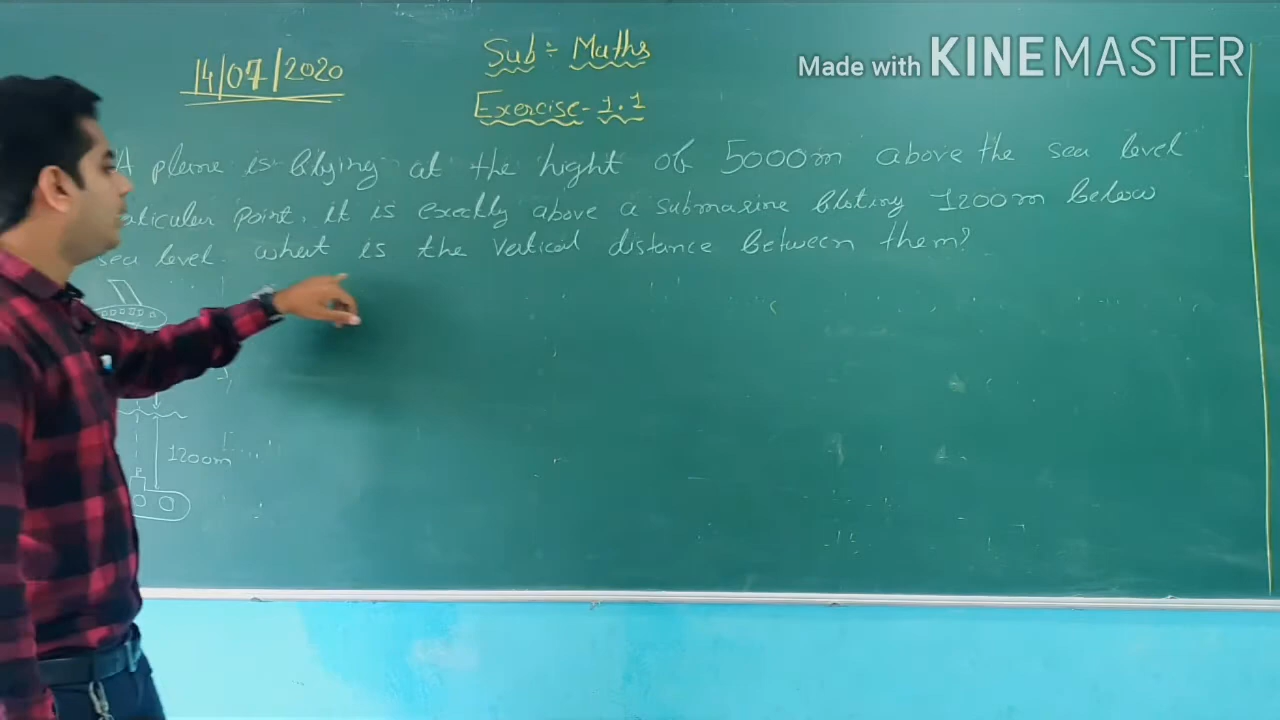 14/07/2020
Sub÷ Maths
Made with KINEMASTER
Exercise-1.1
A plane is flying at the hight of 5000m above the sea level
point. it is exectly above a submarine floting 1200m below
sea level. what is the vertical distance between them?
1200m